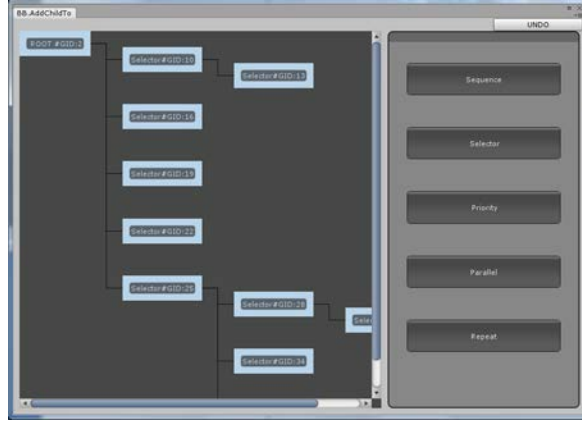 BB.AddChildTo
UNDO
ROOT #GID:2
Selector#GID:10
Selector#GID:13
Selector#GID:16
Selector#GID:19
Selector#GID:22
Selector#GID:25
Selector#GID:28
Selec
Selector#GID:34
Sequence
Selector
Priority
Parallel
Repeat